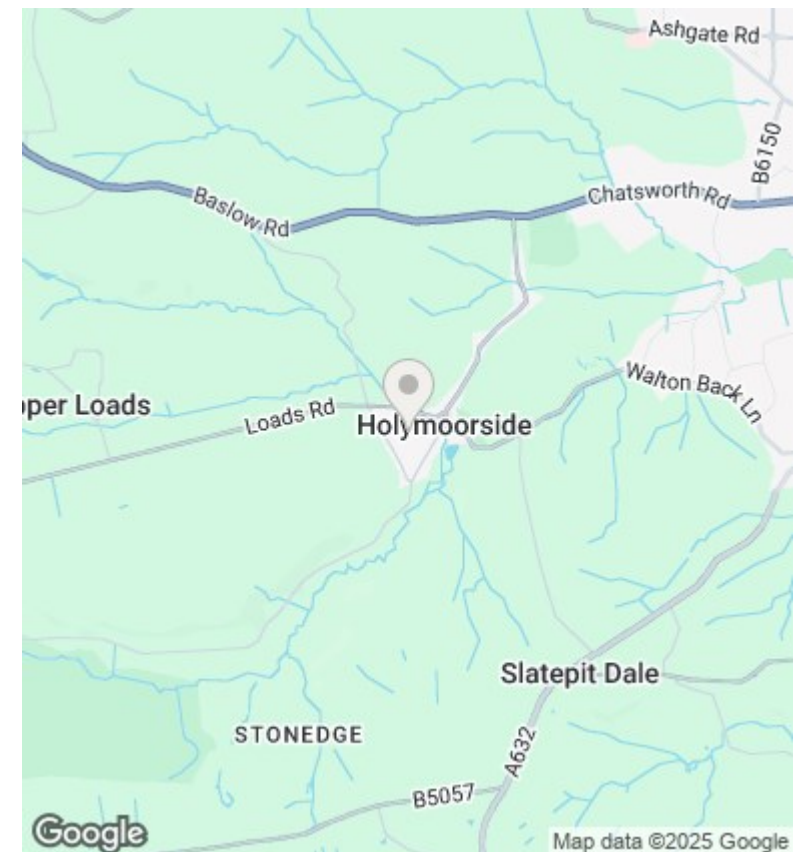 Ashgate Rd
B6150
Chatsworth Rd
Baslow Rd
Walton Back Ln
pper Loads
Loads Rd
Holymoorside
Slatepit Dale
STONEDGE
A632
B5057
Google
Map data ©2025 Google